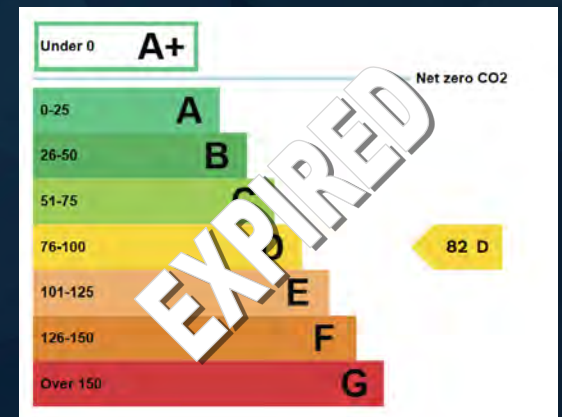 Under 0 A+
Net zero CO2
0-25 A
26-50 B
51-75 C
76-100 D
82 D
101-125 E
126-150 F
Over 150 G
EXPIRED